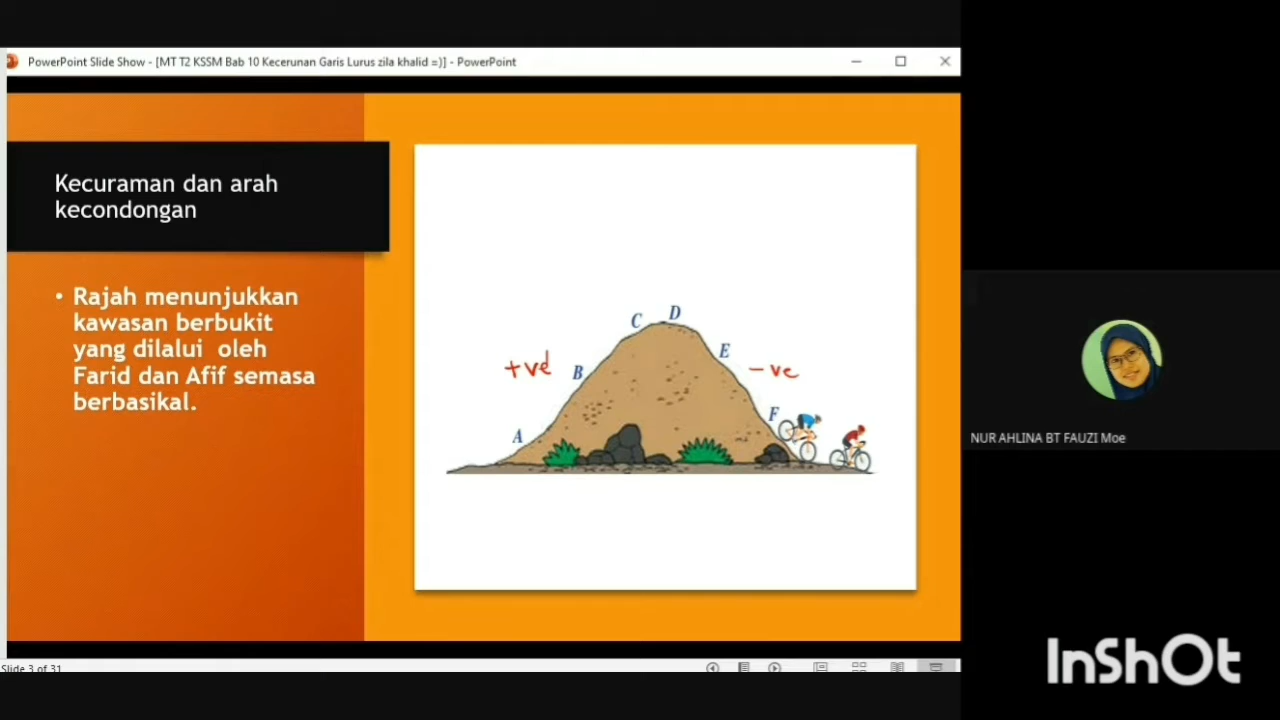 PowerPoint Slide Show - [MT T2 KSSM Bab 10 Kecerunan Garis Lurus zila khalid =)] - PowerPoint
Kecuraman dan arah
kecondongan
• Rajah menunjukkan
kawasan berbukit
yang dilalui oleh
Farid dan Afif semasa
berbasikal.
C D
+ve B E -ve
A F
NUR AHLINA BT FAUZI Moe
Slide 3 of 31
InShOt